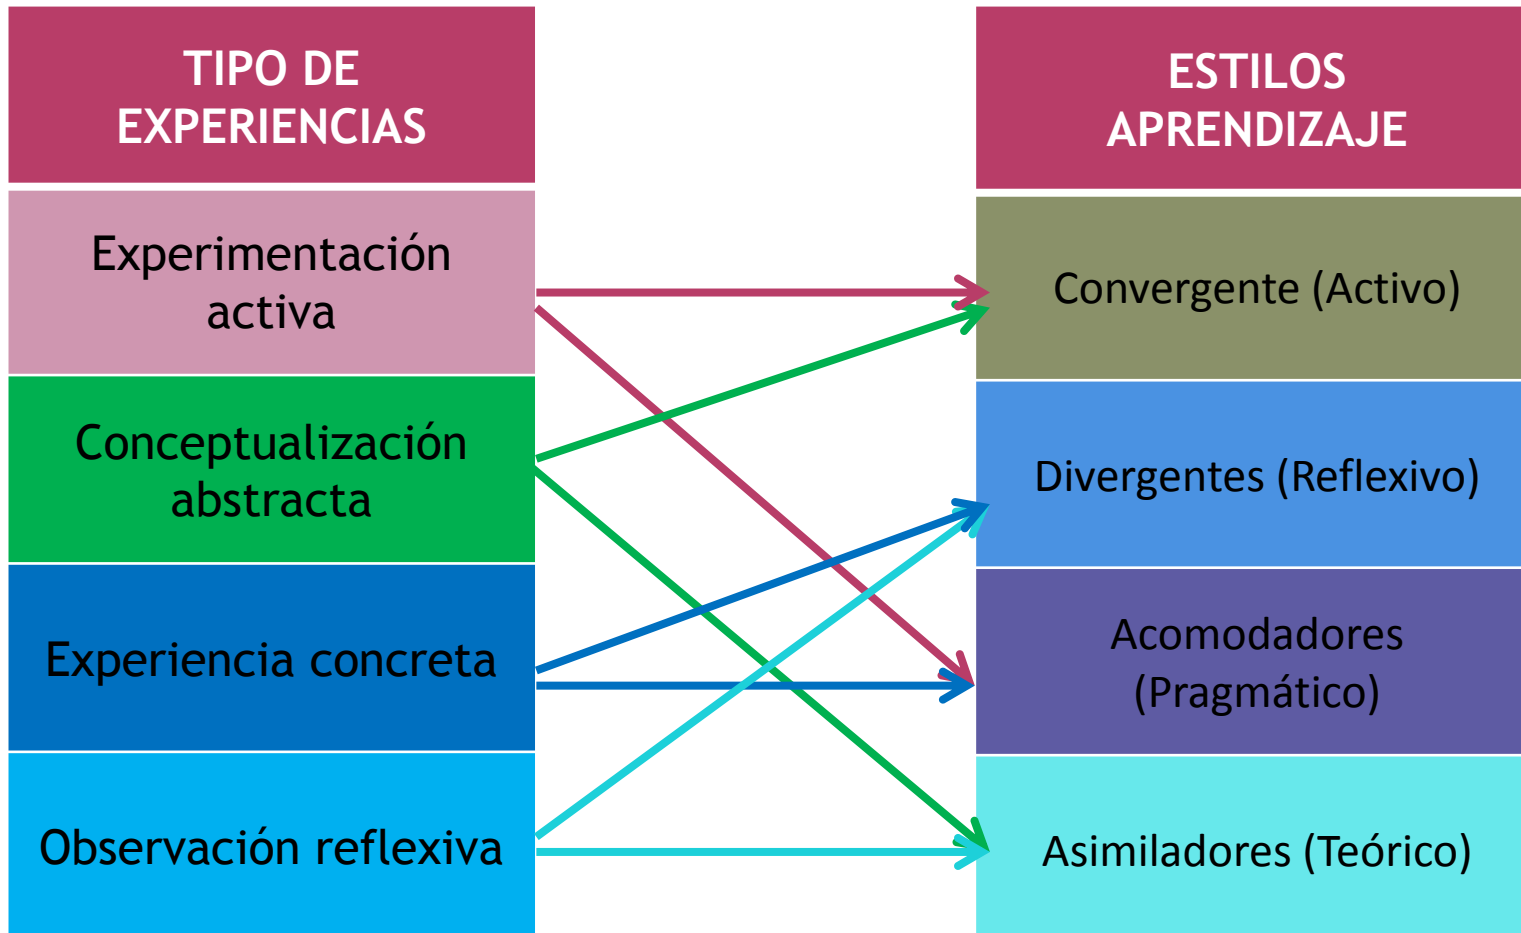 TIPO DE
EXPERIENCIAS
Experimentación
activa
Conceptualización
abstracta
Experiencia concreta
Observación reflexiva
ESTILOS
APRENDIZAJE
Convergente (Activo)
Divergentes (Reflexivo)
Acomodadores
(Pragmático)
Asimiladores (Teórico)